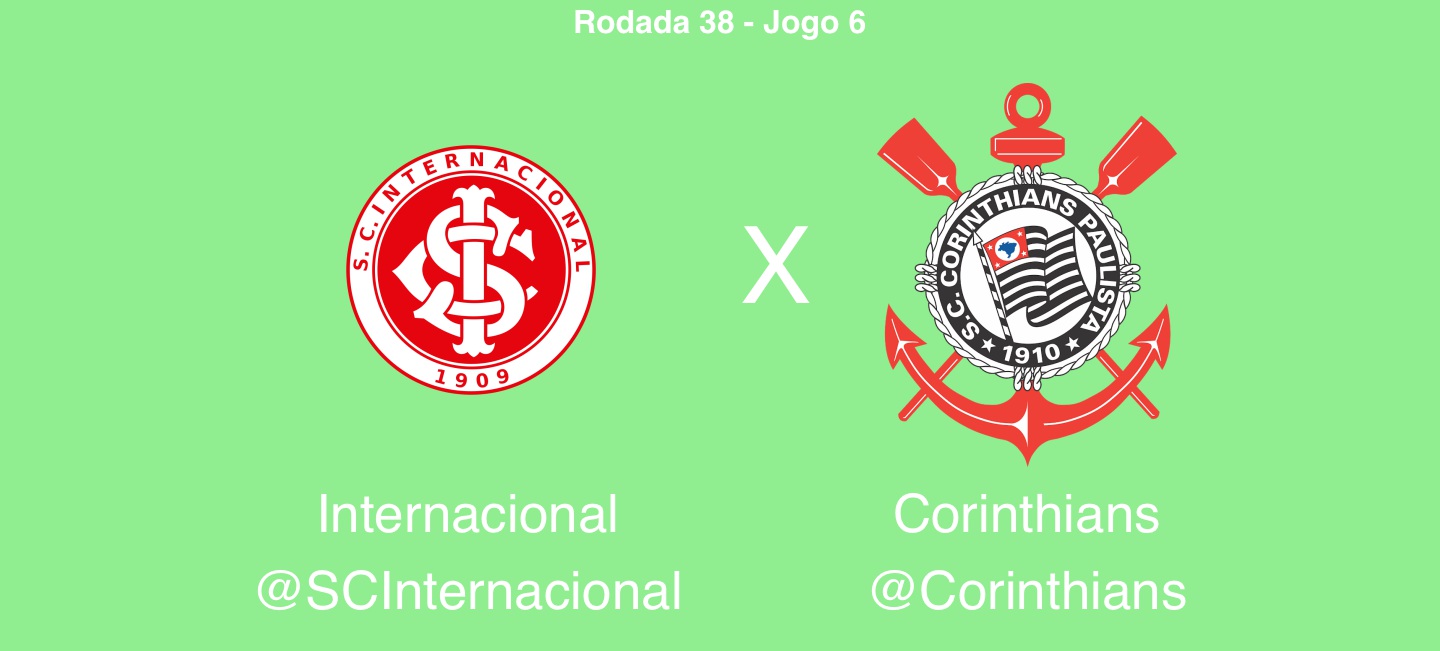 Rodada 38 - Jogo 6
S.C. INTERNACIONAL
1909
X
S.C. CORINTHIANS PAULISTA
1910
Internacional
Corinthians
@SCInternacional
@Corinthians